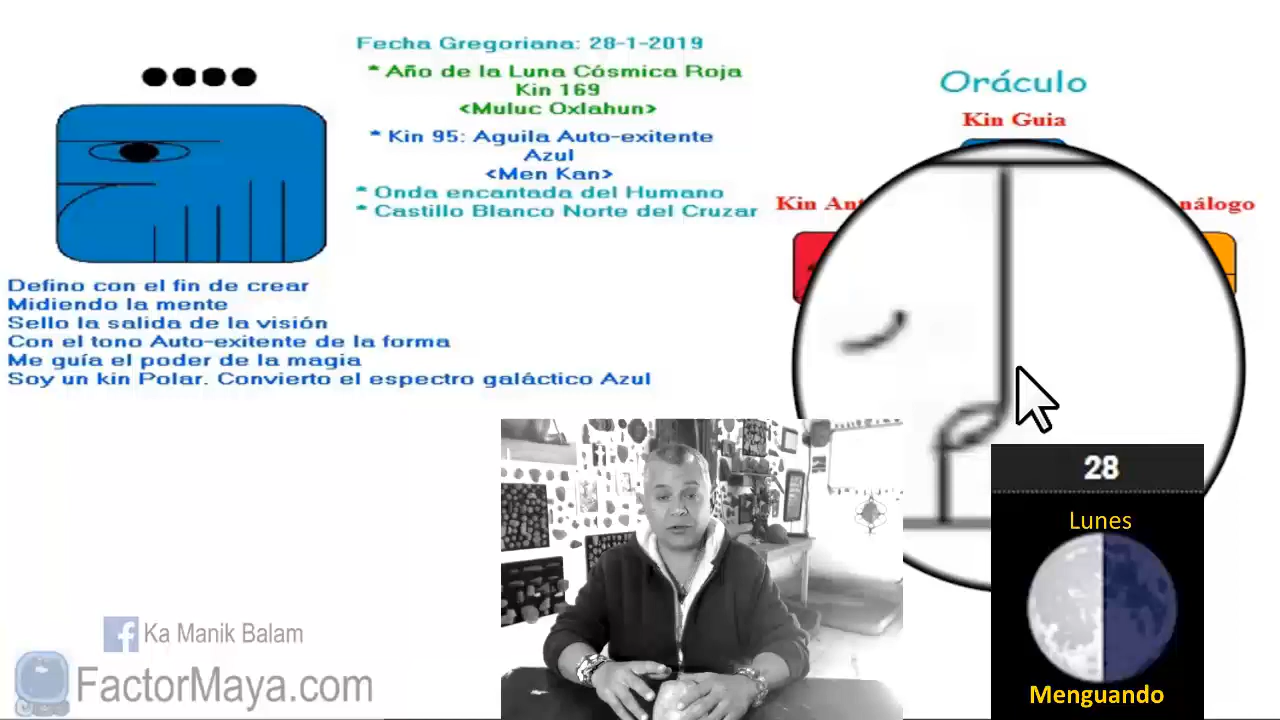 Fecha Gregoriana: 28-1-2019
* Año de la Luna Cósmica Roja
Kin 169
<Muluc Oxlahun>
* Kin 95: Aguila Auto-exitente
Azul
<Men Kan>
* Onda encantada del Humano
* Castillo Blanco Norte del Cruzar
Defino con el fin de crear
Midiendo la mente
Sello la salida de la visión
Con el tono Auto-exitente de la forma
Me guía el poder de la magia
Soy un kin Polar. Convierto el espectro galáctico Azul
Oráculo
Kin Guia
Kin
28
Lunes
Menguando
Ka Manik Balam
FactorMaya.com